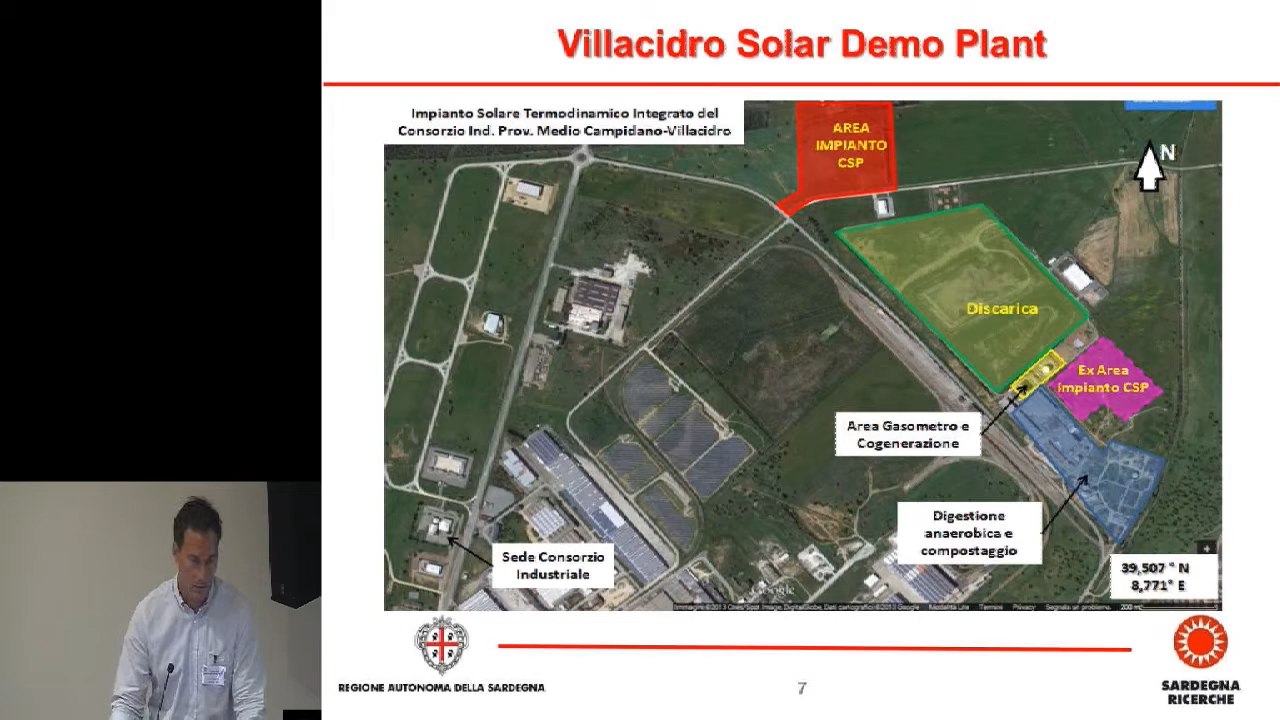 Villacidro Solar Demo Plant
Impianto Solare Termodinamico Integrato del
Consorzio Ind. Prov. Medio Campidano-Villacidro
AREA
IMPIANTO
CSP
N
Discarica
Ex Area
Impianto CSP
Area Gasometro e
Cogenerazione
Digestione
anaerobica e
compostaggio
Sede Consorzio
Industriale
39,507 ° N
8,771° E
Google
200 m
REGIONE AUTONOMA DELLA SARDEGNA
7
SARDEGNA
RICERCHE